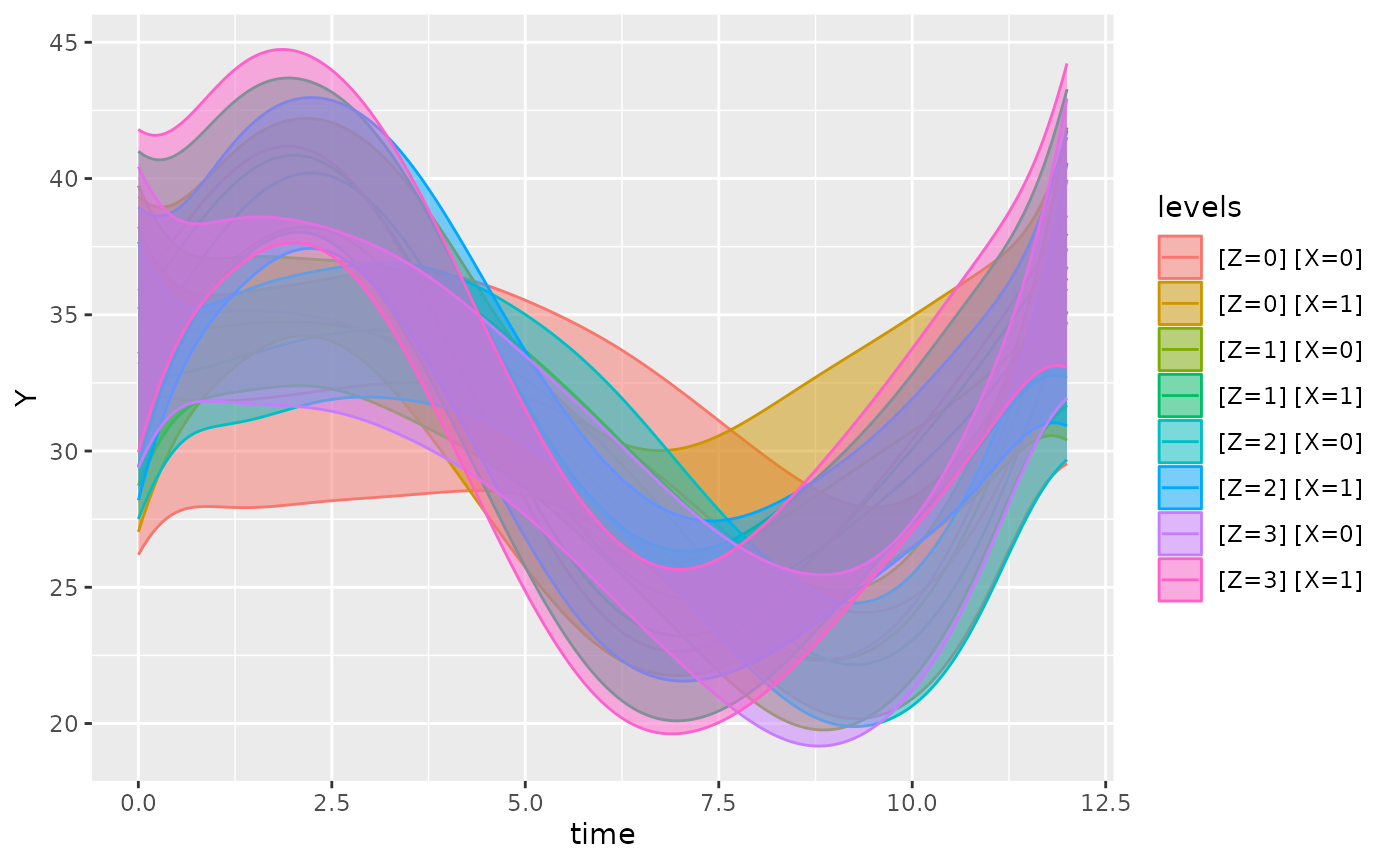 45
40
35
30
25
20
Y
0.0 2.5 5.0 7.5 10.0 12.5
time
levels
[Z=0] [X=0]
[Z=0] [X=1]
[Z=1] [X=0]
[Z=1] [X=1]
[Z=2] [X=0]
[Z=2] [X=1]
[Z=3] [X=0]
[Z=3] [X=1]